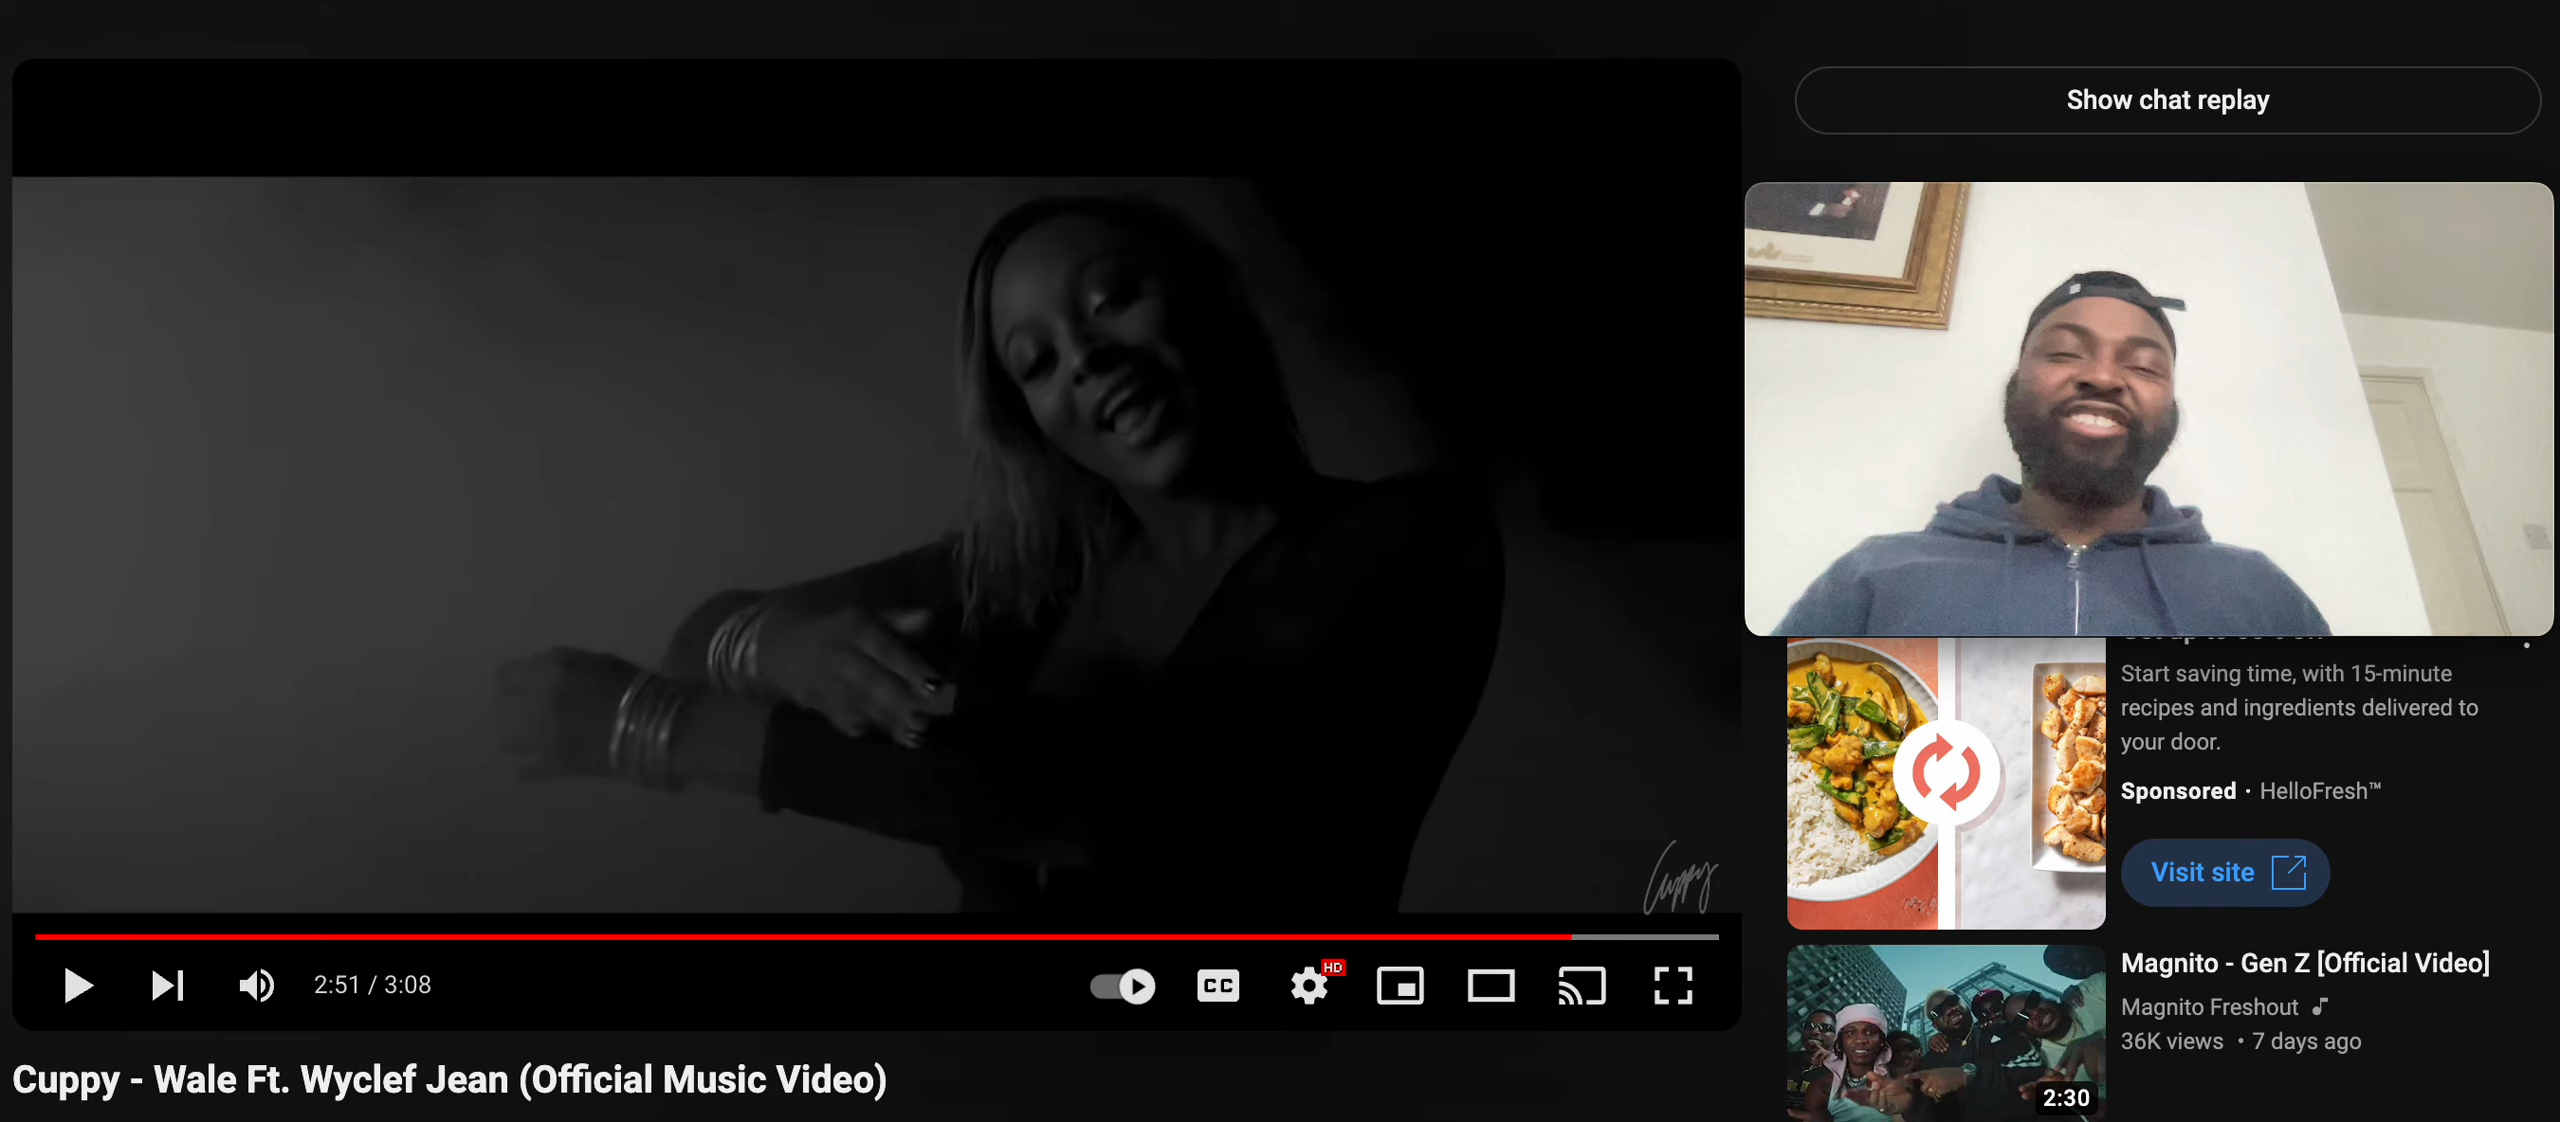 Show chat replay
Cuppy
HD
CC
2:51 / 3:08
Cuppy - Wale Ft. Wyclef Jean (Official Music Video)
Start saving time, with 15-minute
recipes and ingredients delivered to
your door.
Sponsored · HelloFresh™
Visit site
Magnito - Gen Z [Official Video]
Magnito Freshout
36K views • 7 days ago
2:30